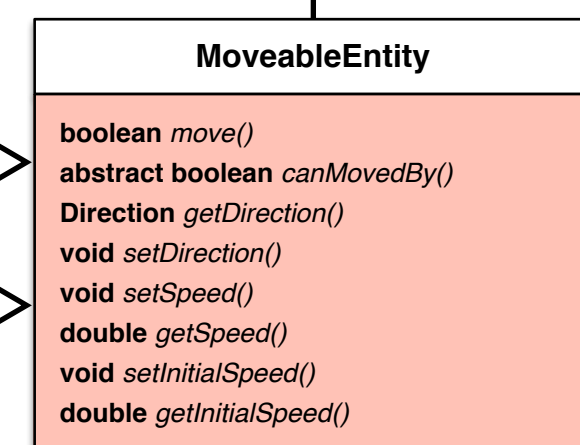 MoveableEntity
boolean move()
abstract boolean canMovedBy()
Direction getDirection()
void setDirection()
void setSpeed()
double getSpeed()
void setInitialSpeed()
double getInitialSpeed()